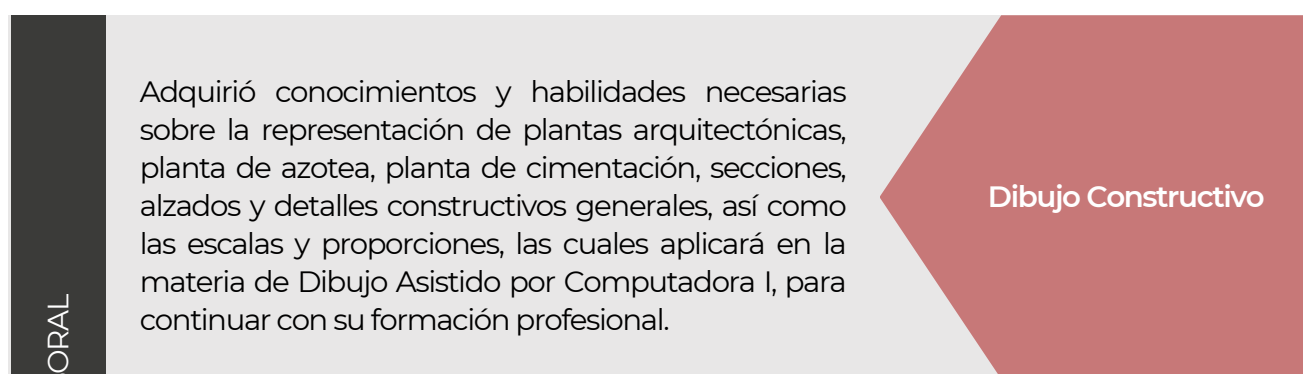 Adquirió conocimientos y habilidades necesarias
sobre la representación de plantas arquitectónicas,
planta de azotea, planta de cimentación, secciones,
alzados y detalles constructivos generales, así como
las escalas y proporciones, las cuales aplicará en la
materia de Dibujo Asistido por Computadora I, para
continuar con su formación profesional.
Dibujo Constructivo